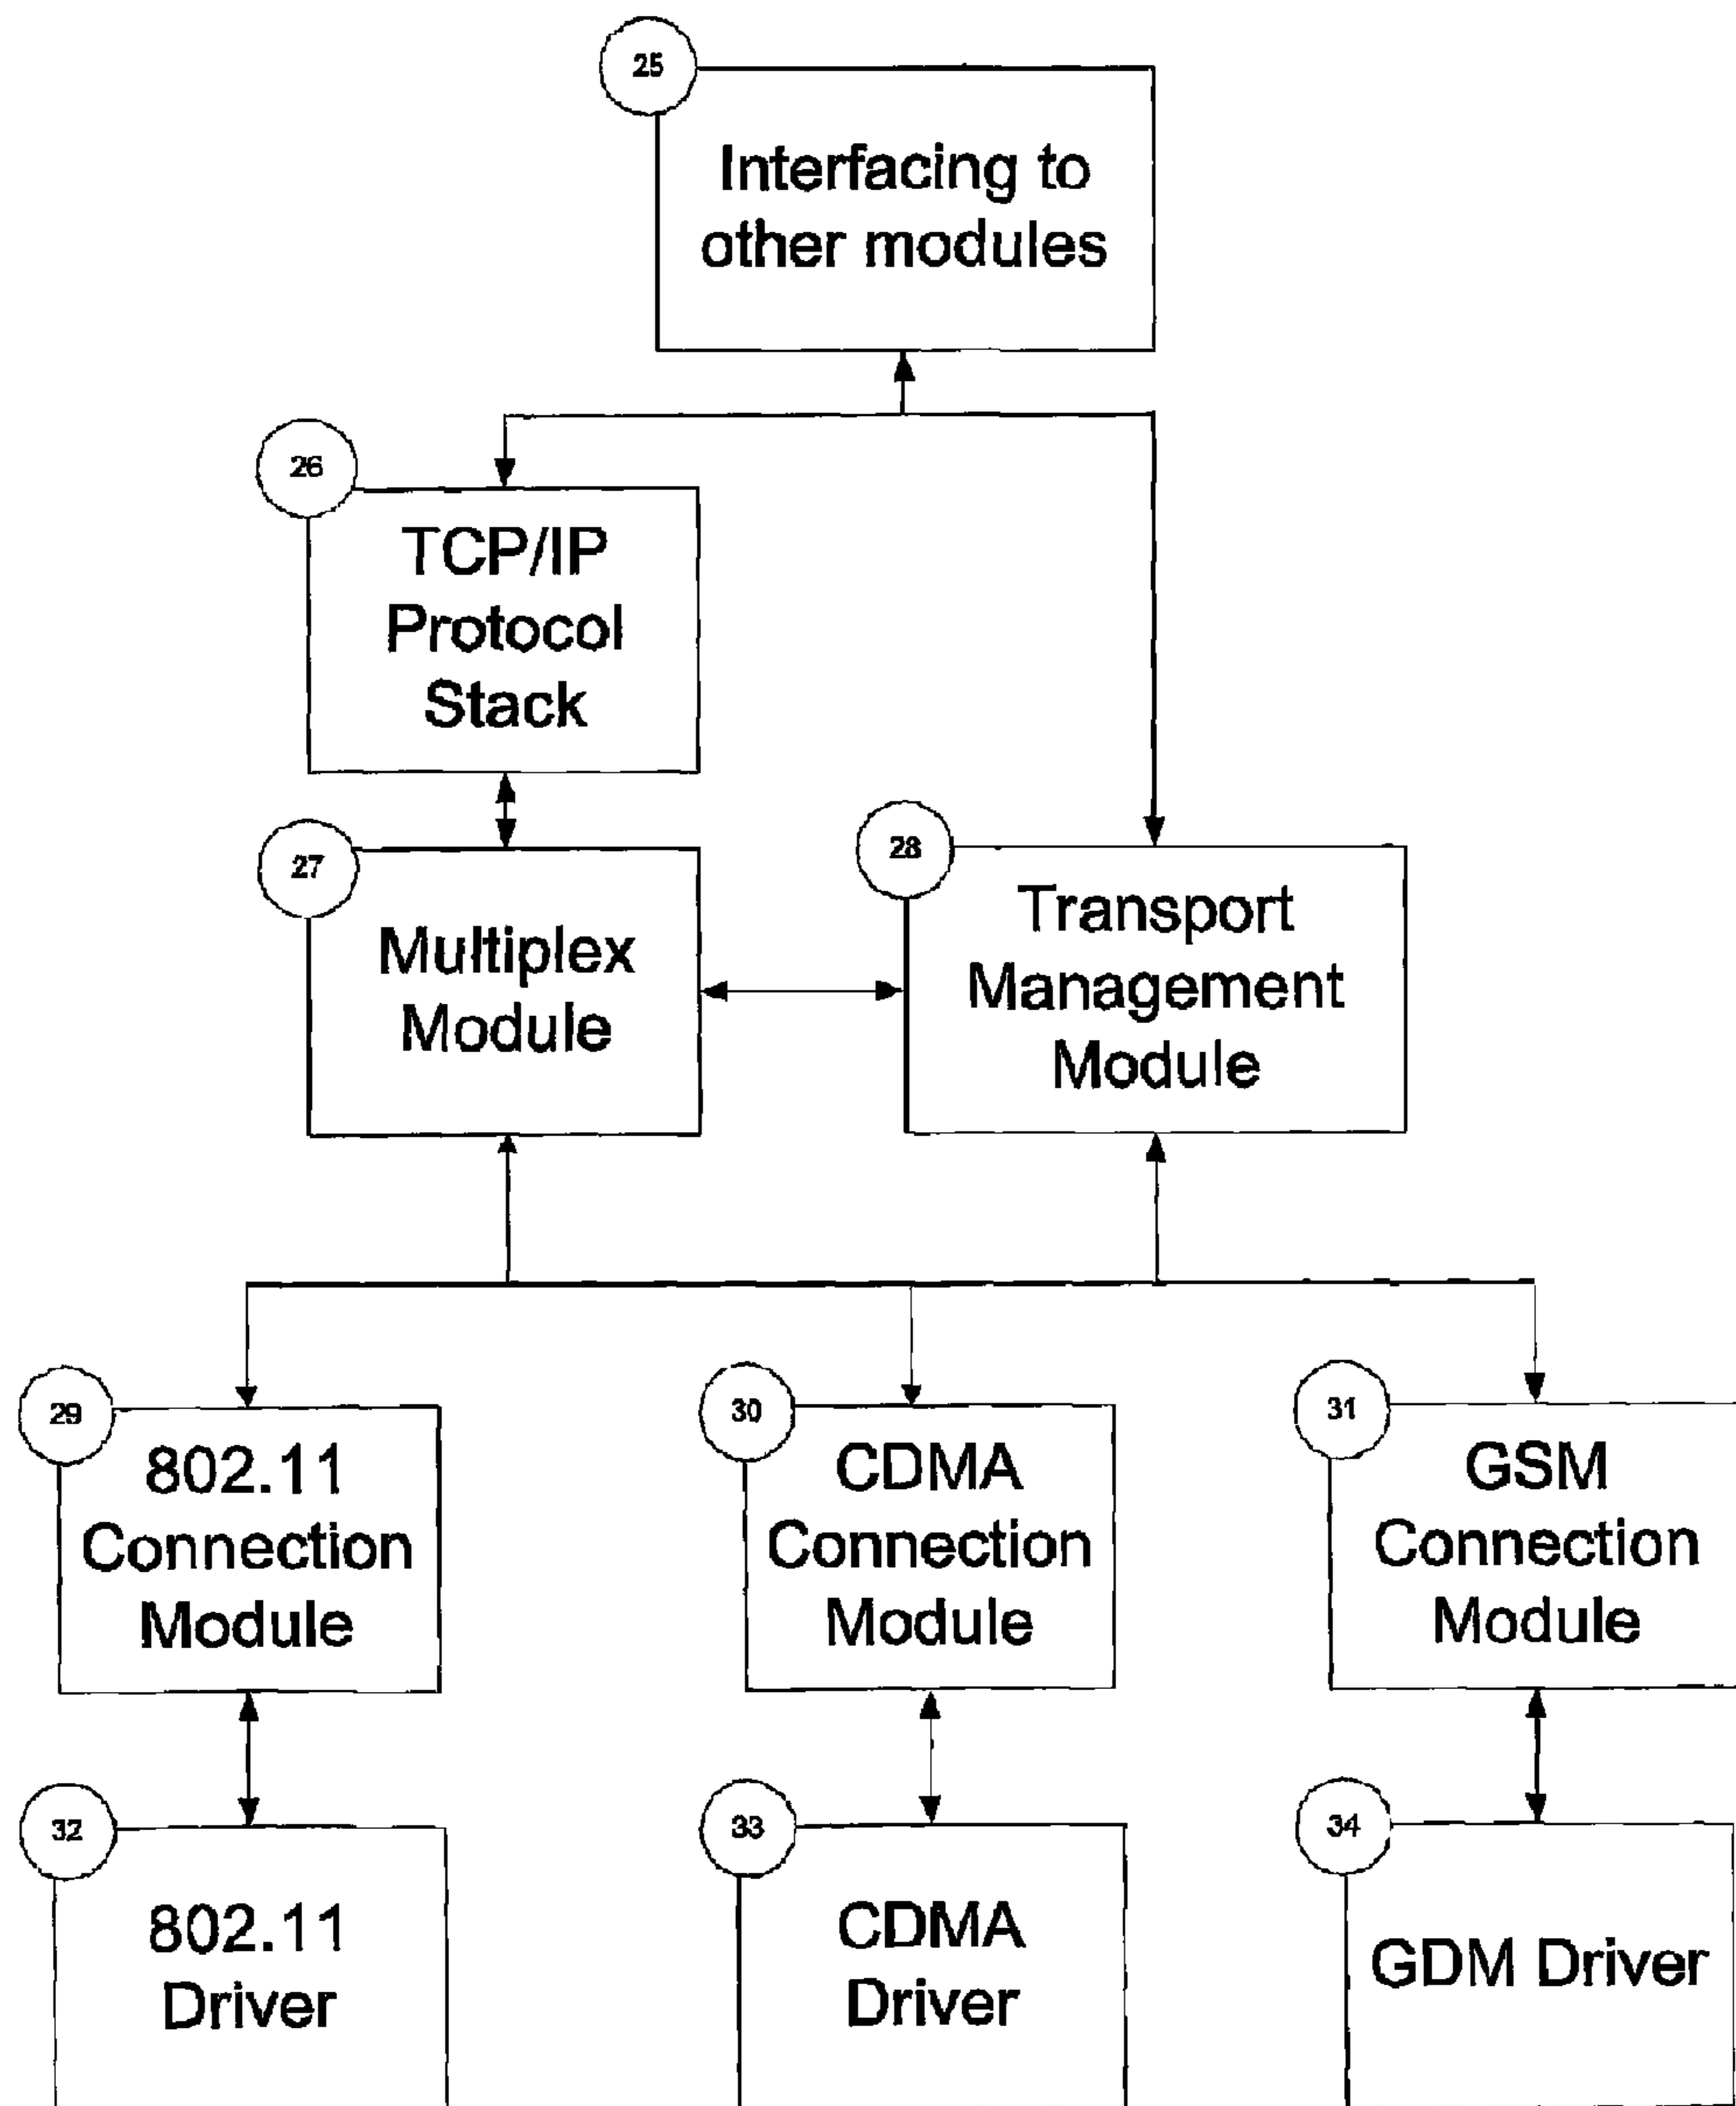 25
Interfacing to
other modules
26
TCP/IP
Protocol
Stack
27
Multiplex
Module
28
Transport
Management
Module
29
802.11
Connection
Module
30
CDMA
Connection
Module
31
GSM
Connection
Module
32
802.11
Driver
33
CDMA
Driver
34
GDM Driver